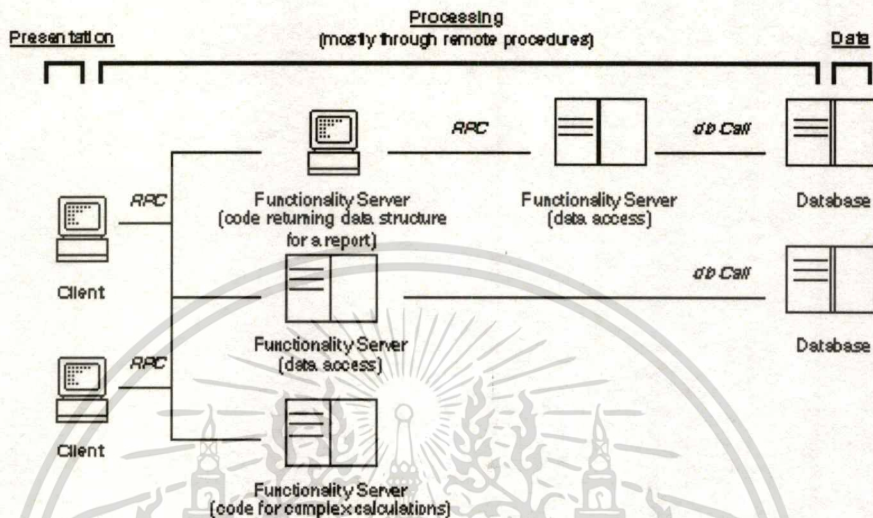 Processing
Presentation (mostly through remote procedures) Data
RPC db Call
RPC Functionality Server Functionality Server Database
(code returning data structure (data access)
for a report)
Client db Call
Functionality Server Database
RPC (data access)
Client
Functionality Server
(code for complex calculations)